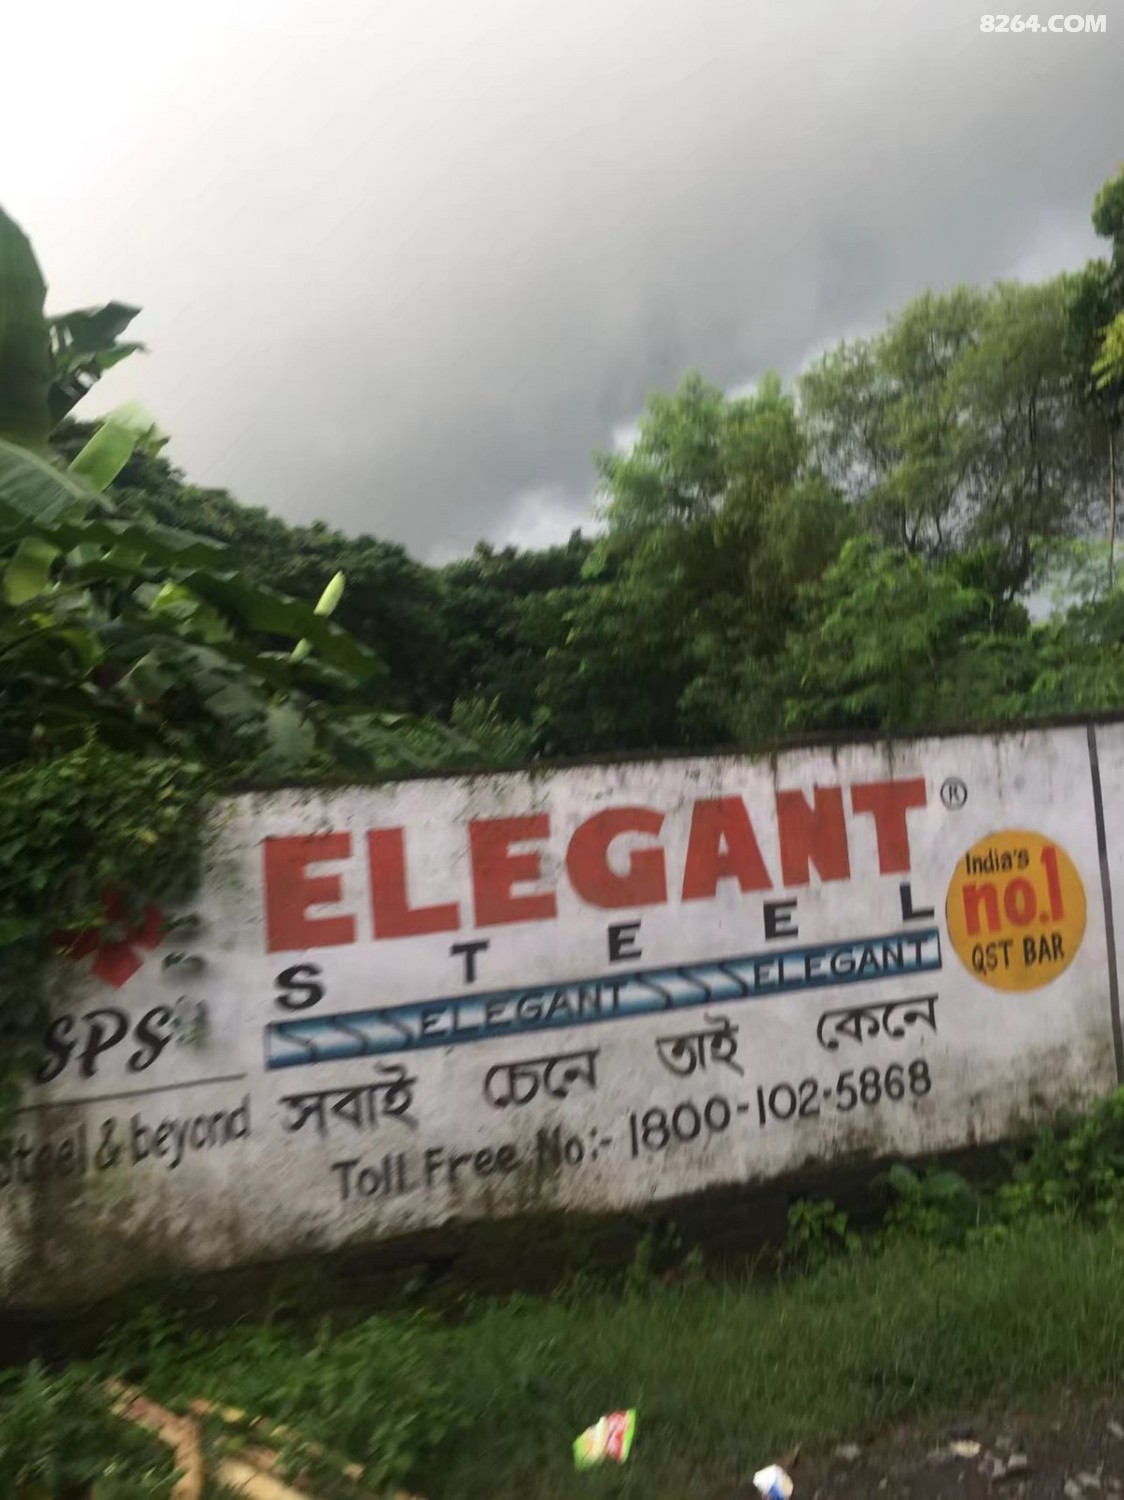 8264.COM
ELEGANT ®
STEEL
ELEGANT ELEGANT
India's
no.1
QST BAR
SPS
steel & beyond
সবাই চেনে তাই কেনে
Toll Free No:- 1800-102-5868